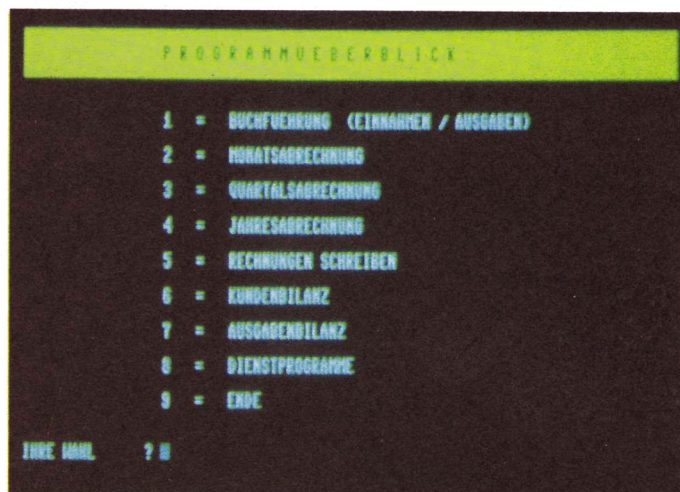 PROGRAMMUEBERBLICK:
1 = BUCHFUEHRUNG (EINNAHMEN / AUSGABEN)
2 = MONATSABRECHNUNG
3 = QUARTALSABRECHNUNG
4 = JAHRESABRECHNUNG
5 = RECHNUNGEN SCHREIBEN
6 = KUNDENBILANZ
7 = AUSGABENBILANZ
8 = DIENSTPROGRAMME
9 = ENDE
IHRE WAHL ?